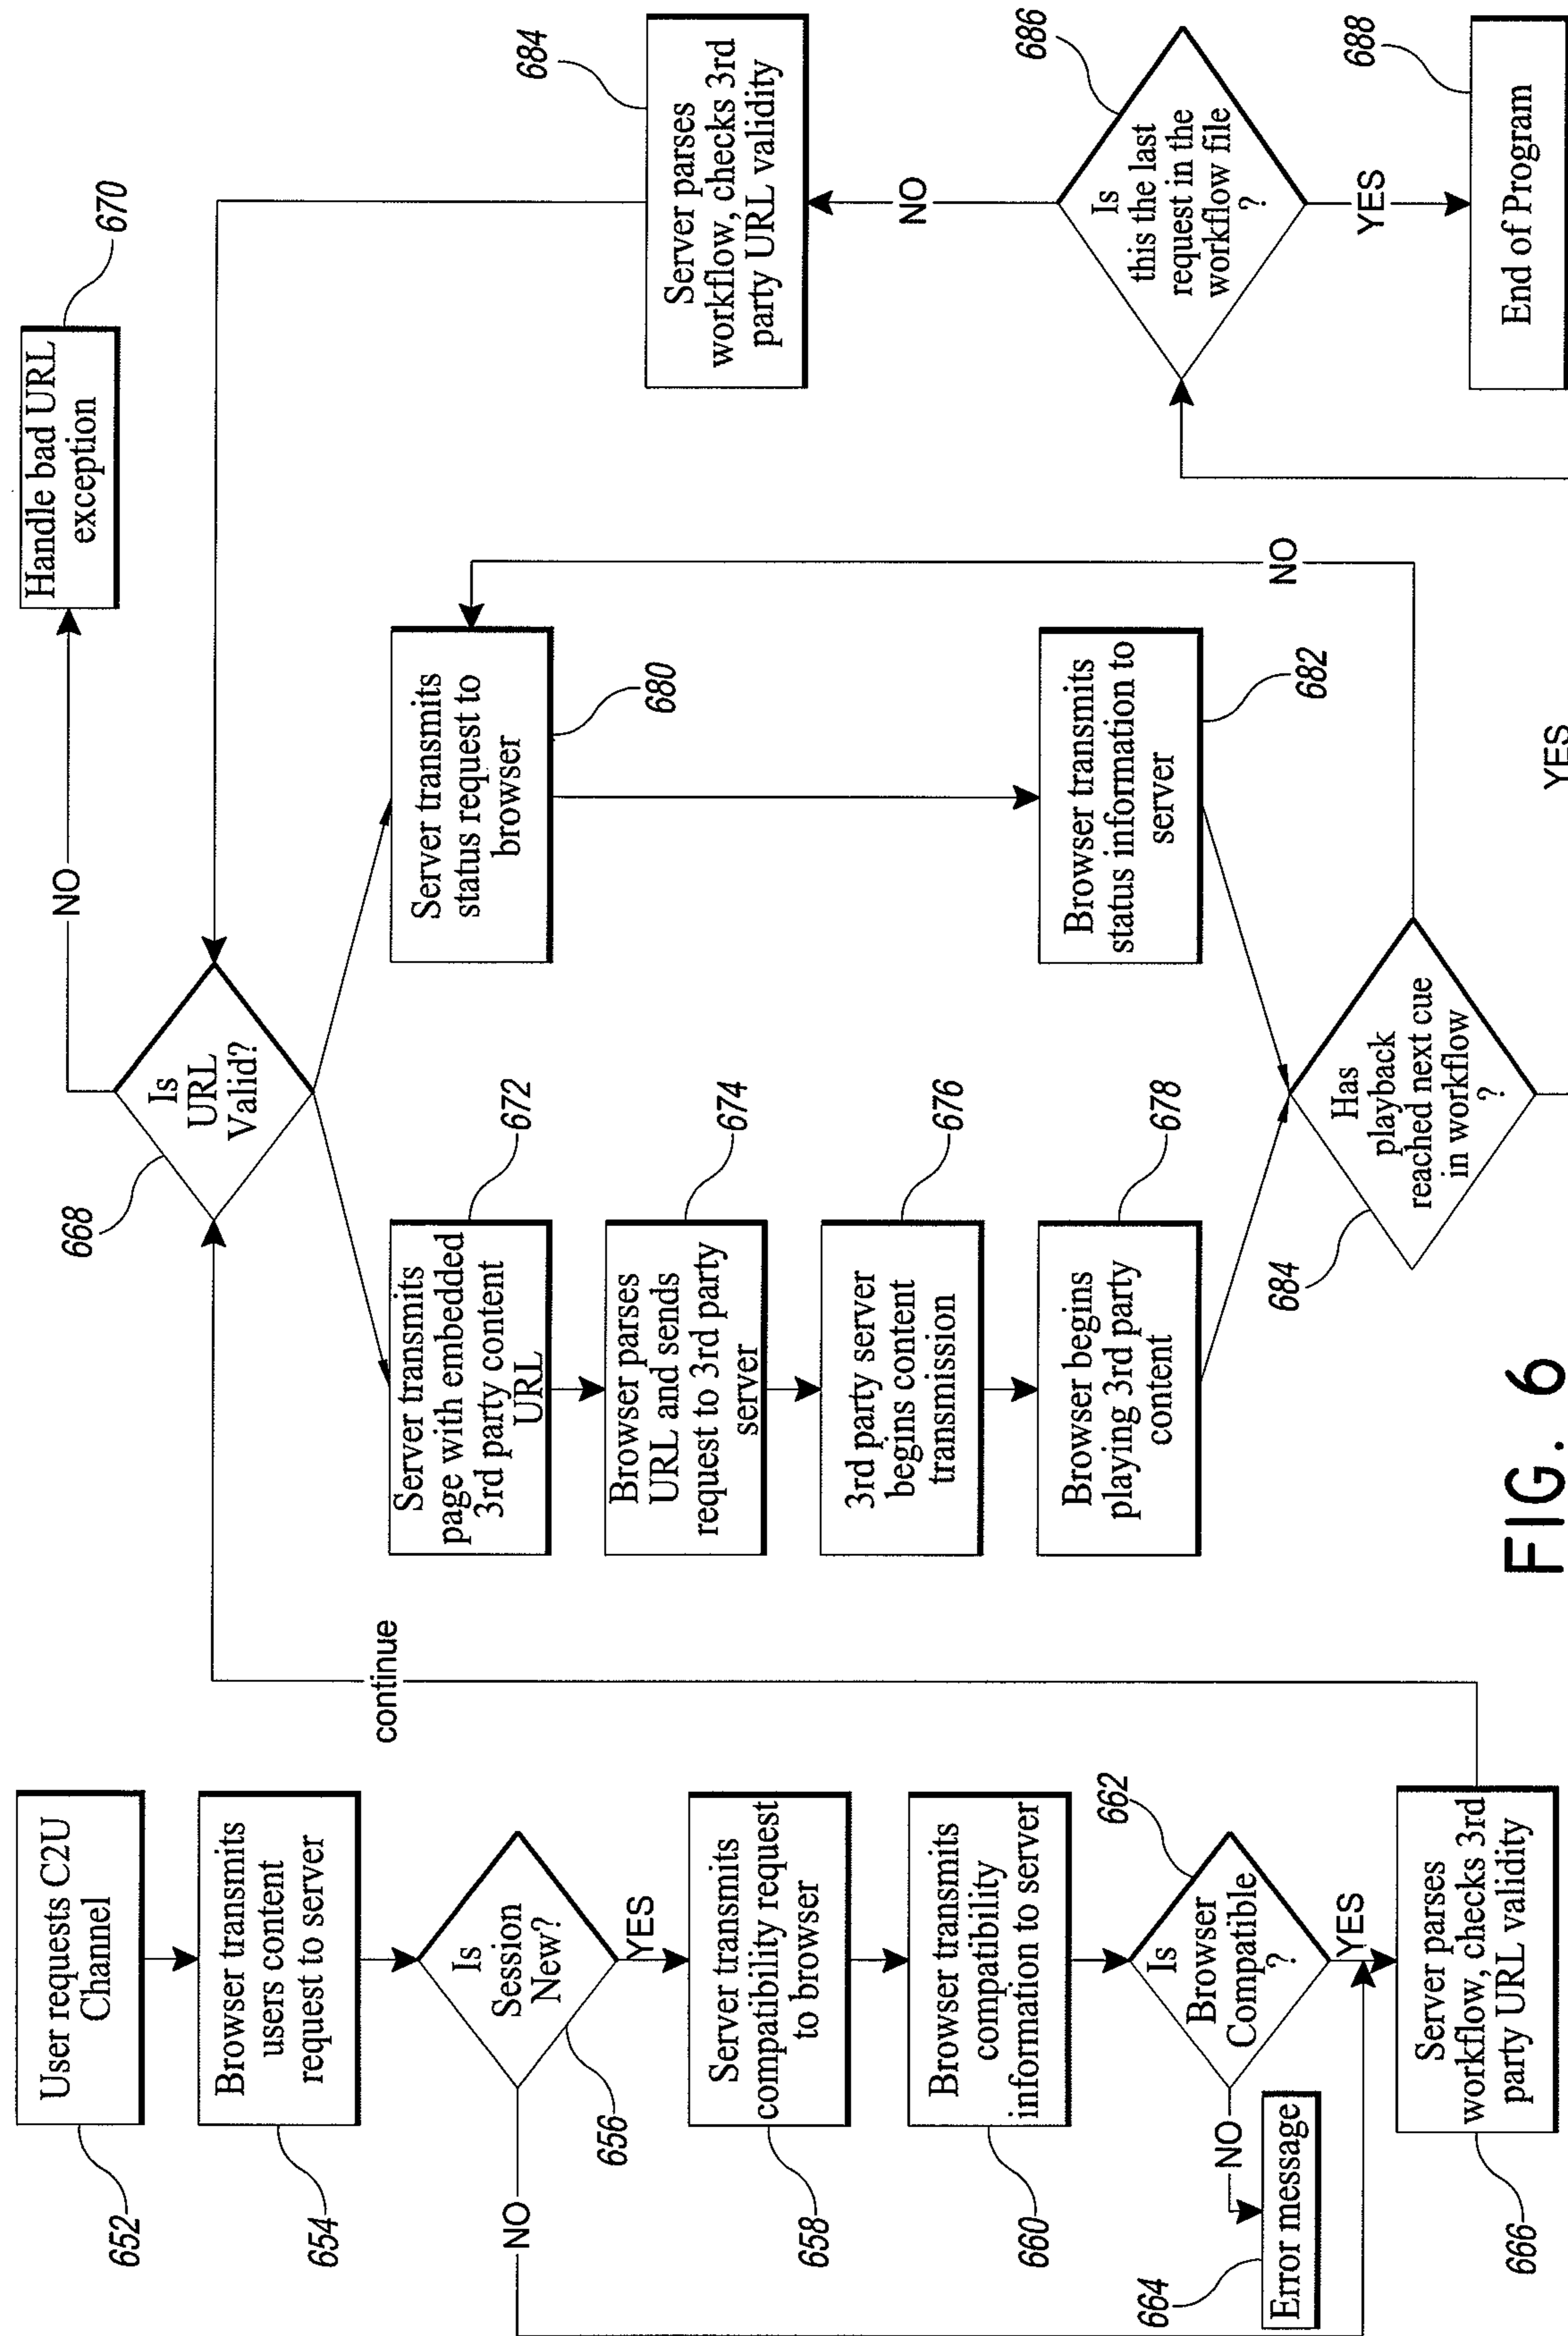 User requests C2U
Channel
652
Browser transmits
users content
request to server
654
Is
Session
New?
656
NO
YES
Server transmits
compatibility request
to browser
658
Browser transmits
compatibility
information to server
660
Is
Browser
Compatible
?
662
NO
YES
Error message
664
Server parses
workflow, checks 3rd
party URL validity
666
continue
Is
URL
Valid?
668
NO
Handle bad URL
exception
670
Server transmits
page with embedded
3rd party content
URL
672
Browser parses
URL and sends
request to 3rd party
server
674
3rd party server
begins content
transmission
676
Browser begins
playing 3rd party
content
678
Server transmits
status request to
browser
680
Browser transmits
status information to
server
682
Has
playback
reached next cue
in workflow
?
684
NO
YES
Server parses
workflow, checks 3rd
party URL validity
684
NO
Is
this the last
request in the
workflow file
?
686
YES
End of Program
688
FIG. 6